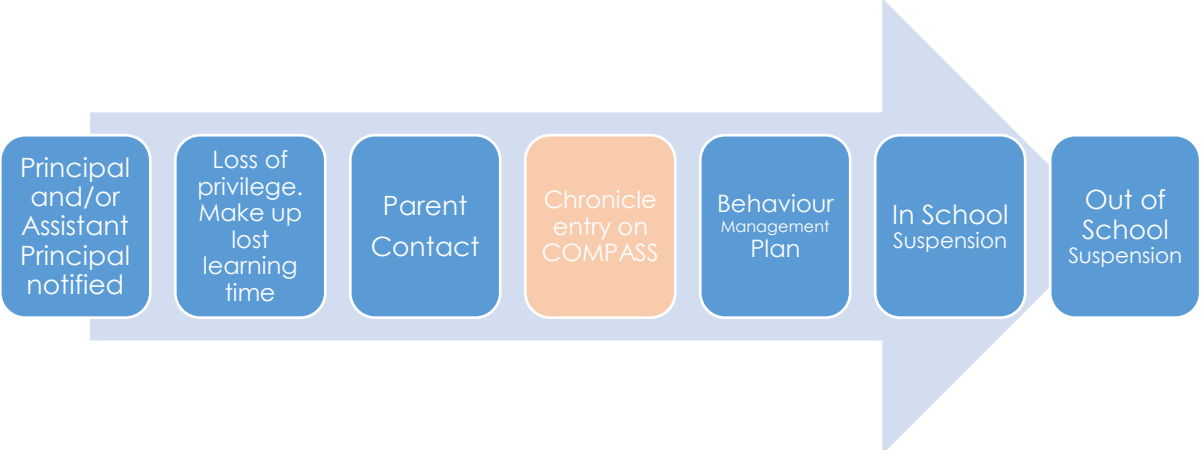 Principal
and/or
Assistant
Principal
notified
Loss of
privilege.
Make up
lost
learning
time
Parent
Contact
Chronicle
entry on
COMPASS
Behaviour
Management
Plan
In School
Suspension
Out of
School
Suspension